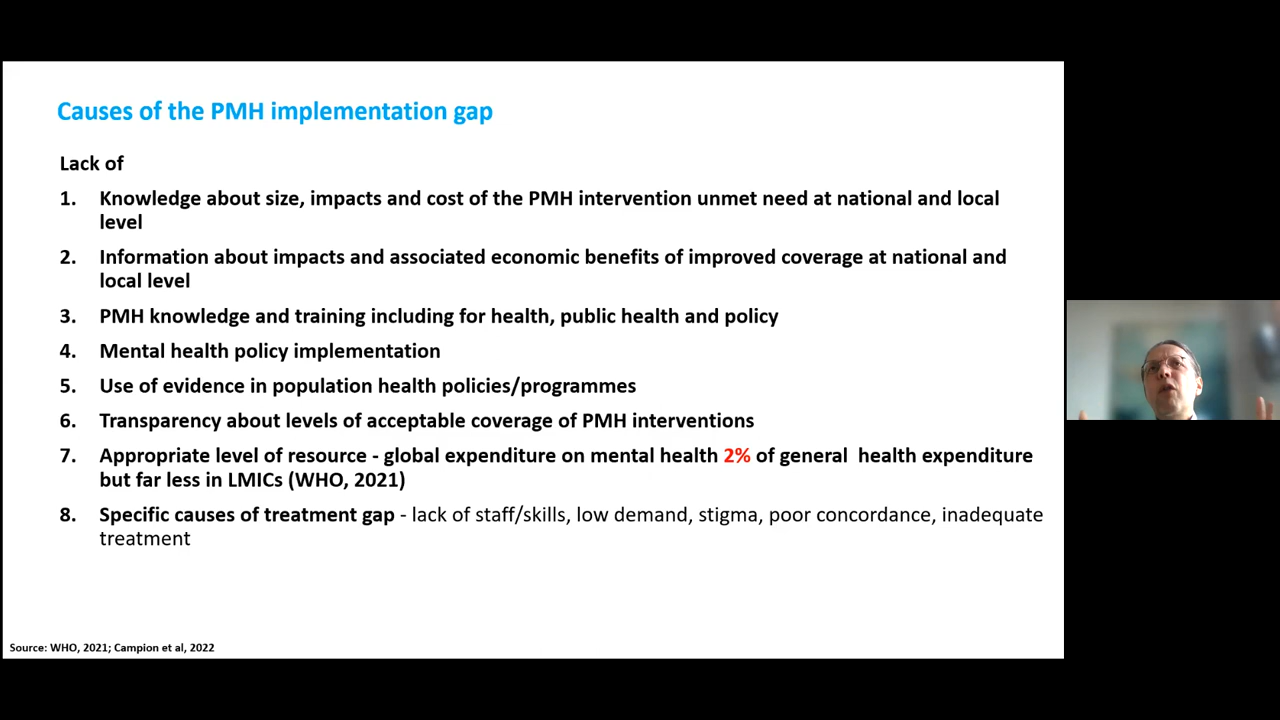 Causes of the PMH implementation gap
Lack of
1. Knowledge about size, impacts and cost of the PMH intervention unmet need at national and local
level
2. Information about impacts and associated economic benefits of improved coverage at national and
local level
3. PMH knowledge and training including for health, public health and policy
4. Mental health policy implementation
5. Use of evidence in population health policies/programmes
6. Transparency about levels of acceptable coverage of PMH interventions
7. Appropriate level of resource - global expenditure on mental health 2% of general  health expenditure
but far less in LMICs (WHO, 2021)
8. Specific causes of treatment gap - lack of staff/skills, low demand, stigma, poor concordance, inadequate
treatment
Source: WHO, 2021; Campion et al, 2022